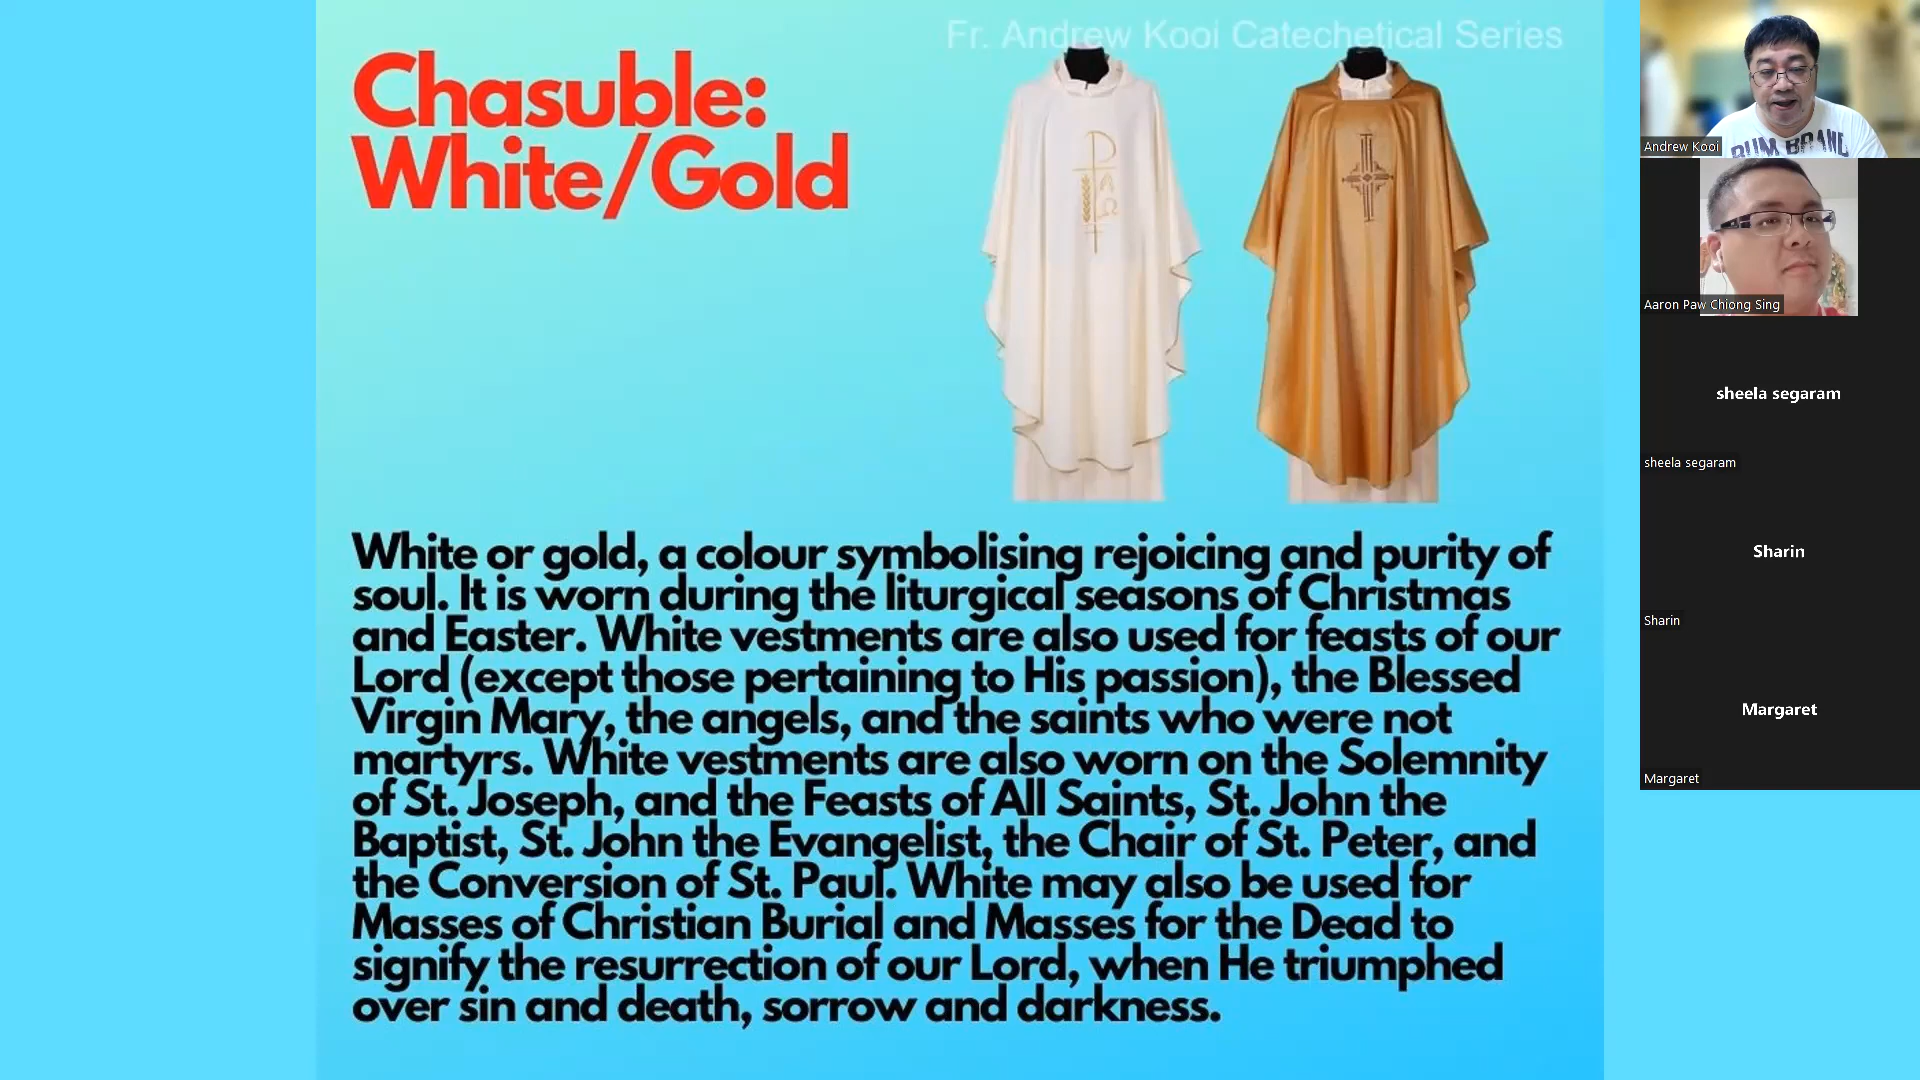 Fr. Andrew Kooi Catechetical Series
Chasuble:
White/Gold
White or gold, a colour symbolising rejoicing and purity of
soul. It is worn during the liturgical seasons of Christmas
and Easter. White vestments are also used for feasts of our
Lord (except those pertaining to His passion), the Blessed
Virgin Mary, the angels, and the saints who were not
martyrs. White vestments are also worn on the Solemnity
of St. Joseph, and the Feasts of All Saints, St. John the
Baptist, St. John the Evangelist, the Chair of St. Peter, and
the Conversion of St. Paul. White may also be used for
Masses of Christian Burial and Masses for the Dead to
signify the resurrection of our Lord, when He triumphed
over sin and death, sorrow and darkness.
BUM BRAND
Andrew Kooi
Aaron Paw Chiong Sing
sheela segaram
sheela segaram
Sharin
Sharin
Margaret
Margaret